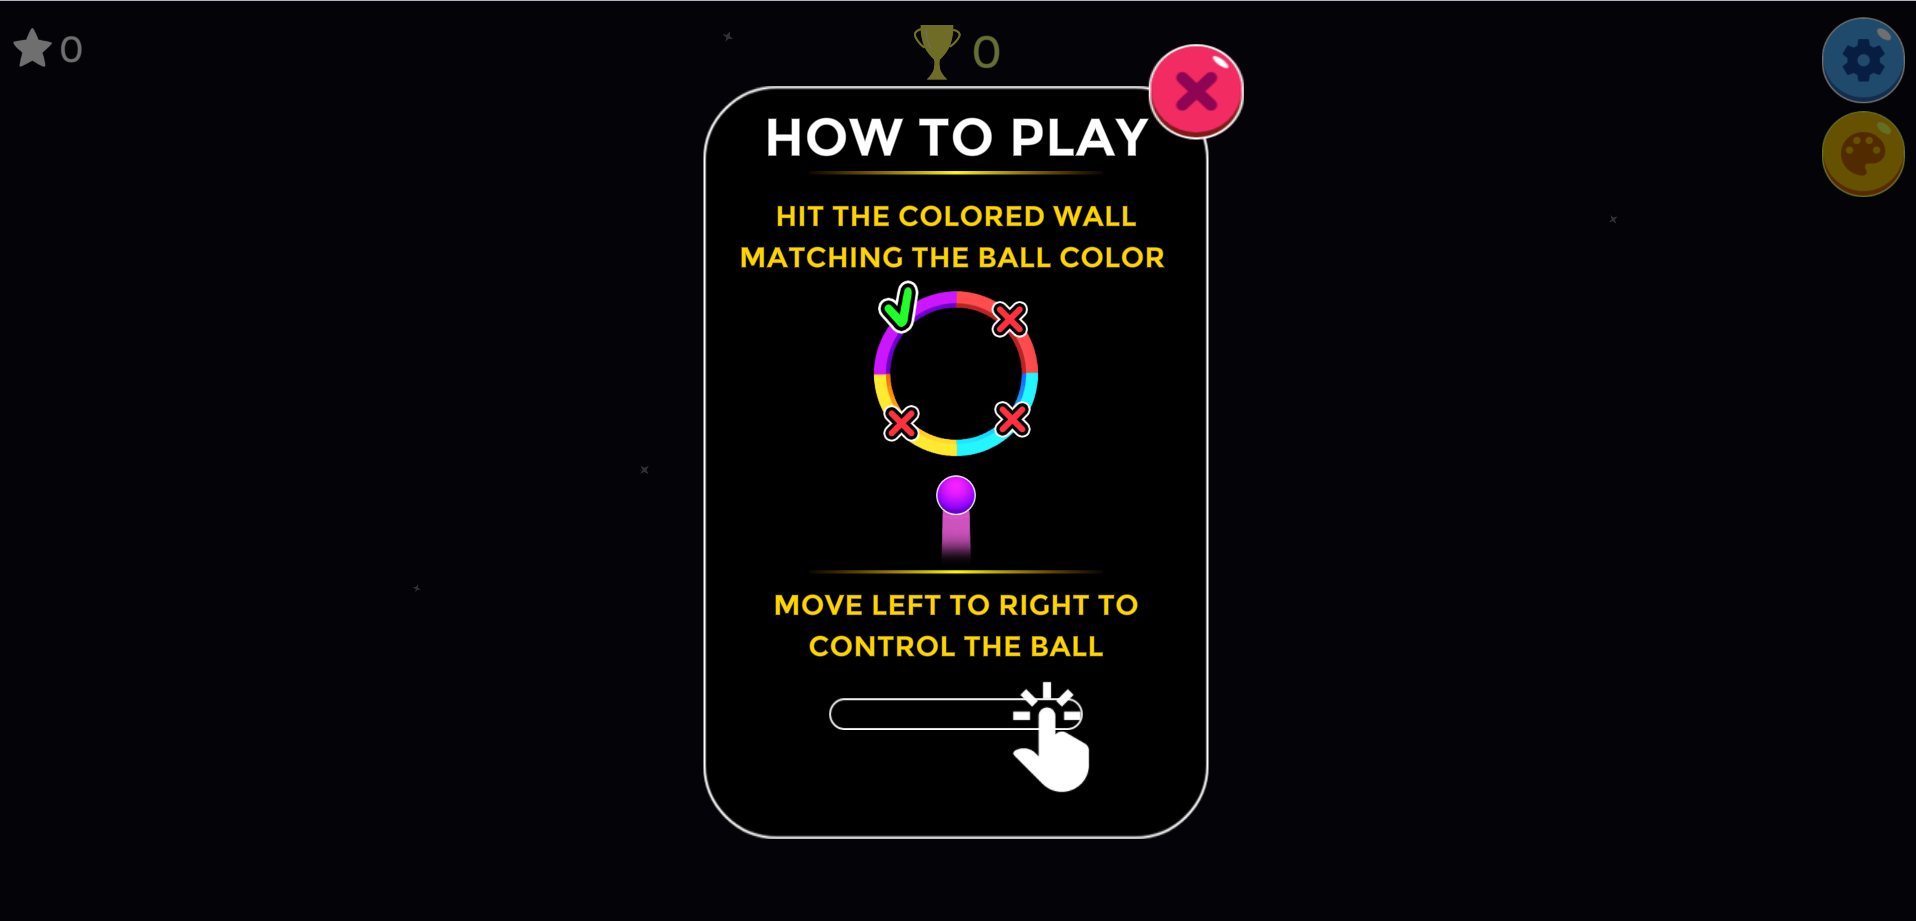 0
0
HOW TO PLAY
HIT THE COLORED WALL
MATCHING THE BALL COLOR
MOVE LEFT TO RIGHT TO
CONTROL THE BALL